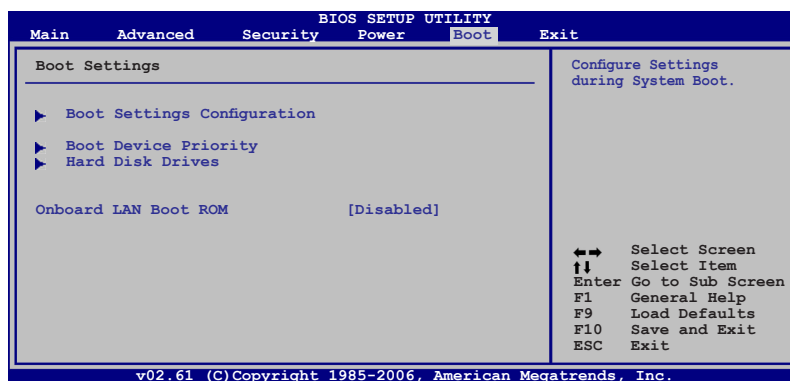 BIOS SETUP UTILITY
Main Advanced Security Power Boot Exit
Boot Settings
Configure Settings
during System Boot.
Boot Settings Configuration
Boot Device Priority
Hard Disk Drives
Onboard LAN Boot ROM [Disabled]
←→ Select Screen
↑↓ Select Item
Enter Go to Sub Screen
F1 General Help
F9 Load Defaults
F10 Save and Exit
ESC Exit
v02.61 (C)Copyright 1985-2006, American Megatrends, Inc.